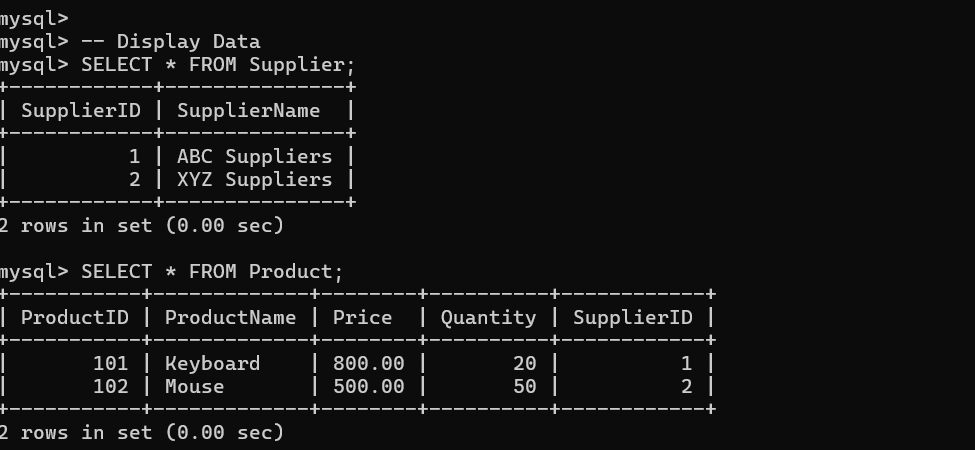 mysql>
mysql> -- Display Data
mysql> SELECT * FROM Supplier;
+------------+---------------+
| SupplierID | SupplierName  |
+------------+---------------+
|          1 | ABC Suppliers |
|          2 | XYZ Suppliers |
+------------+---------------+
2 rows in set (0.00 sec)

mysql> SELECT * FROM Product;
+-----------+-------------+--------+----------+------------+
| ProductID | ProductName | Price  | Quantity | SupplierID |
+-----------+-------------+--------+----------+------------+
|       101 | Keyboard    | 800.00 |       20 |          1 |
|       102 | Mouse       | 500.00 |       50 |          2 |
+-----------+-------------+--------+----------+------------+
2 rows in set (0.00 sec)